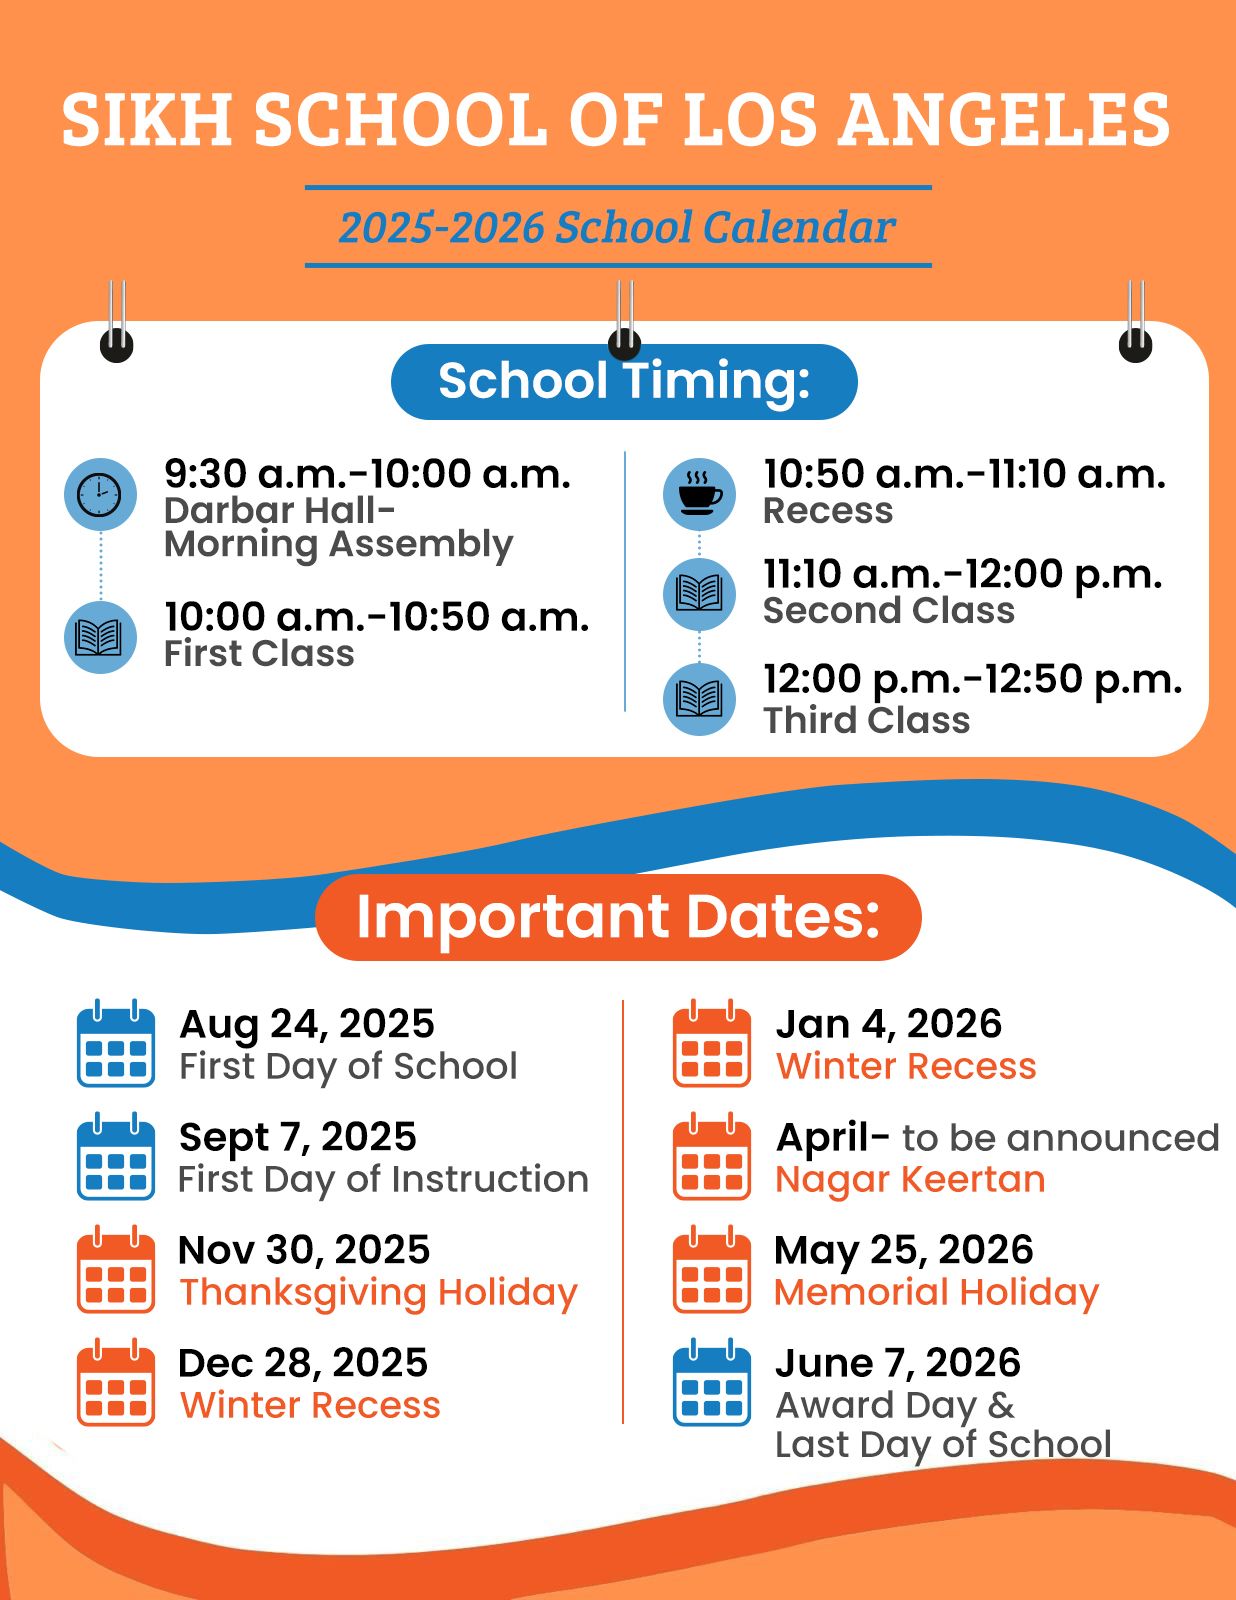 SIKH SCHOOL OF LOS ANGELES
2025-2026 School Calendar
School Timing:
9:30 a.m.-10:00 a.m.
Darbar Hall-
Morning Assembly
10:00 a.m.-10:50 a.m.
First Class
10:50 a.m.-11:10 a.m.
Recess
11:10 a.m.-12:00 p.m.
Second Class
12:00 p.m.-12:50 p.m.
Third Class
Important Dates:
Aug 24, 2025
First Day of School
Sept 7, 2025
First Day of Instruction
Nov 30, 2025
Thanksgiving Holiday
Dec 28, 2025
Winter Recess
Jan 4, 2026
Winter Recess
April- to be announced
Nagar Keertan
May 25, 2026
Memorial Holiday
June 7, 2026
Award Day &
Last Day of School